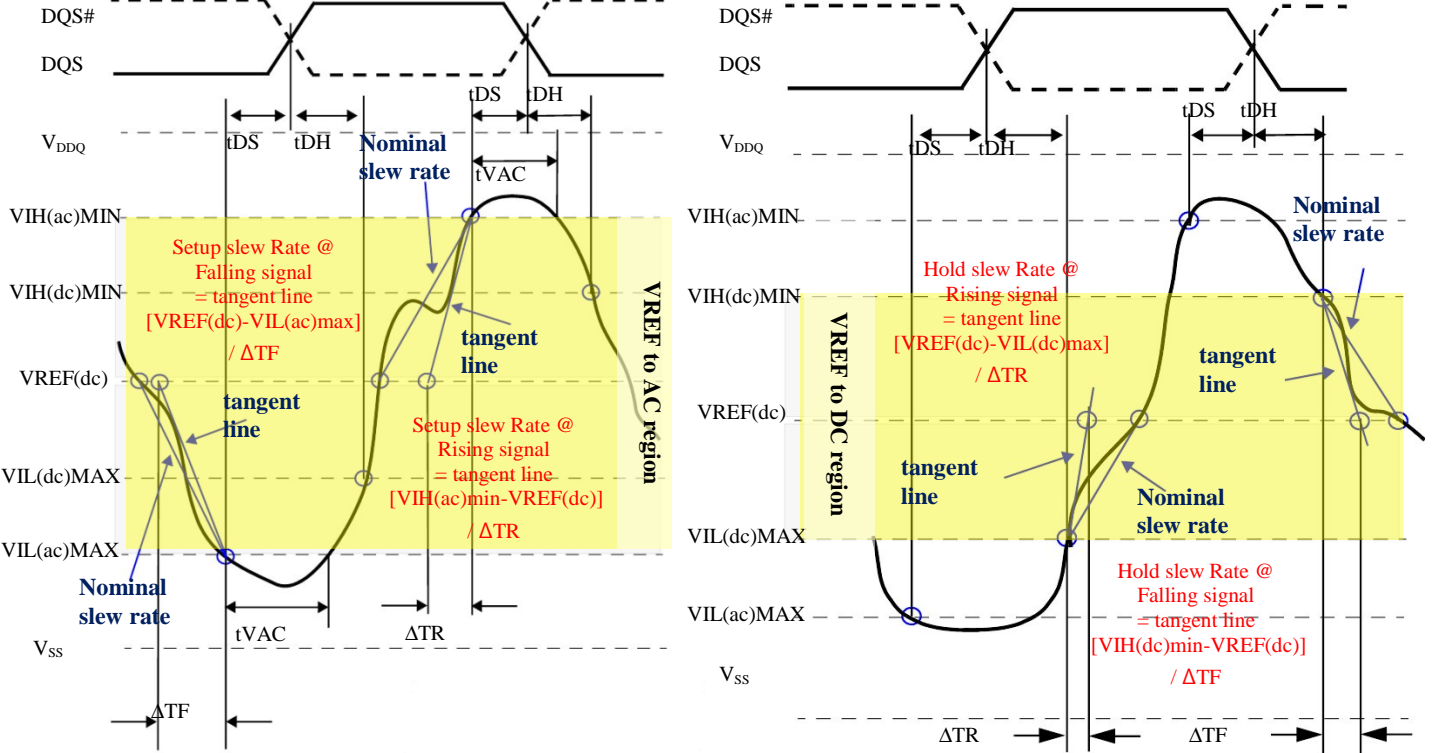 DQS#
DQS
tDS
tDH
tDS
tDH
VDDQ
Nominal
slew rate
tVAC
VIH(ac)MIN
Setup slew Rate @
Falling signal
= tangent line
[VREF(dc)-VIL(ac)max]
/ ΔTF
VIH(dc)MIN
tangent
line
VREF to AC region
VREF(dc)
tangent
line
Setup slew Rate @
Rising signal
= tangent line
[VIH(ac)min-VREF(dc)]
/ ΔTR
VIL(dc)MAX
VIL(ac)MAX
Nominal
slew rate
tVAC
ΔTR
VSS
ΔTF
DQS#
DQS
tDS
tDH
tDS
tDH
VDDQ
VIH(ac)MIN
Nominal
slew rate
Hold slew Rate @
Rising signal
= tangent line
[VREF(dc)-VIL(dc)max]
/ ΔTR
VIH(dc)MIN
VREF to DC region
tangent
line
VREF(dc)
tangent
line
Nominal
slew rate
VIL(dc)MAX
Hold slew Rate @
Falling signal
= tangent line
[VIH(dc)min-VREF(dc)]
/ ΔTF
VIL(ac)MAX
VSS
ΔTR
ΔTF